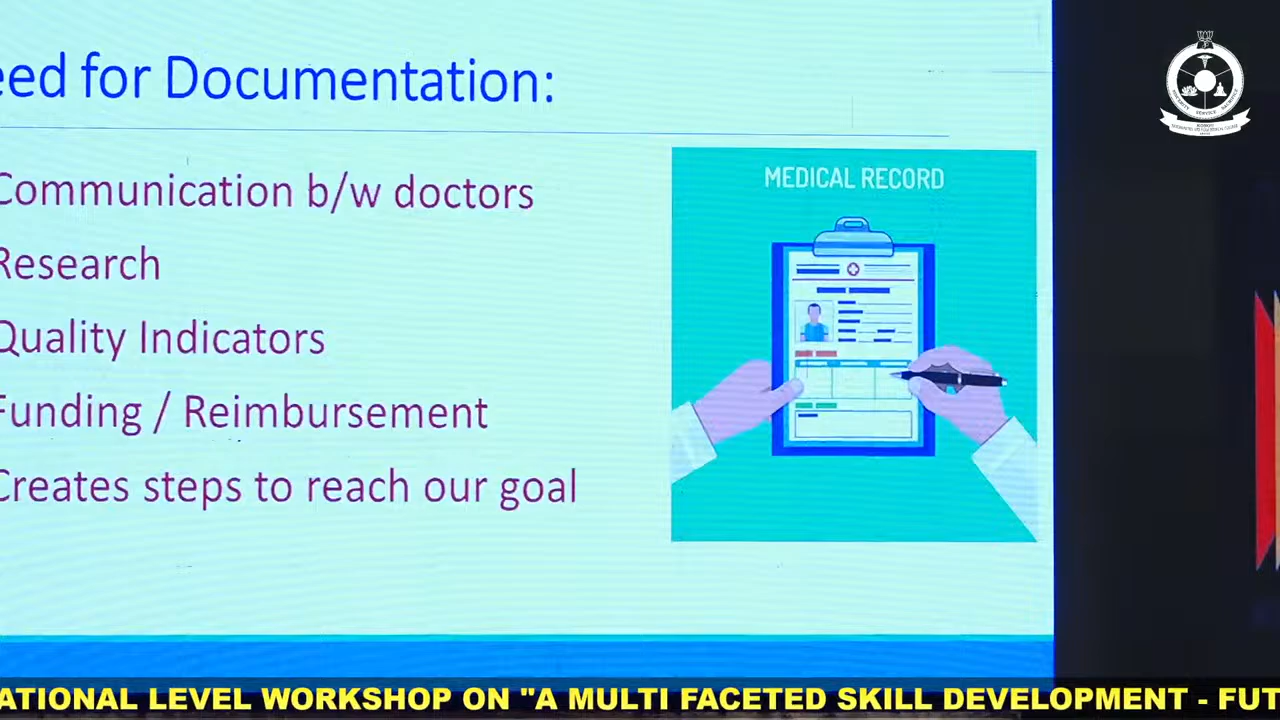 eed for Documentation:
Communication b/w doctors
Research
Quality Indicators
Funding / Reimbursement
Creates steps to reach our goal
MEDICAL RECORD
ATIONAL LEVEL WORKSHOP ON "A MULTI FACETED SKILL DEVELOPMENT - FUT